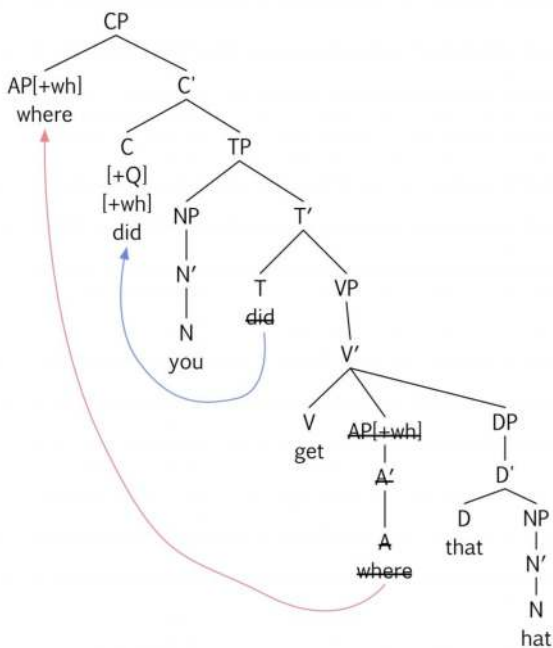 CP
AP[+wh] C'
where
C TP
[+Q]
[+wh] NP T′
did
N′ T VP
did
N
you V′
V AP[+wh] DP
get
A′ D'
A D NP
where that N′
N
hat